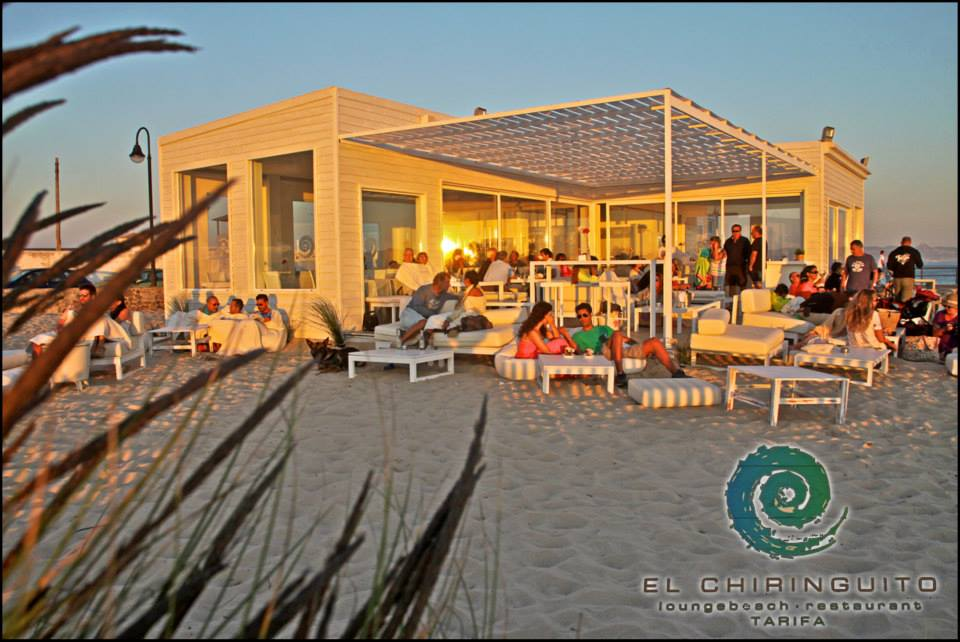 EL CHIRINGUITO
loungebeach · restaurant
TARIFA